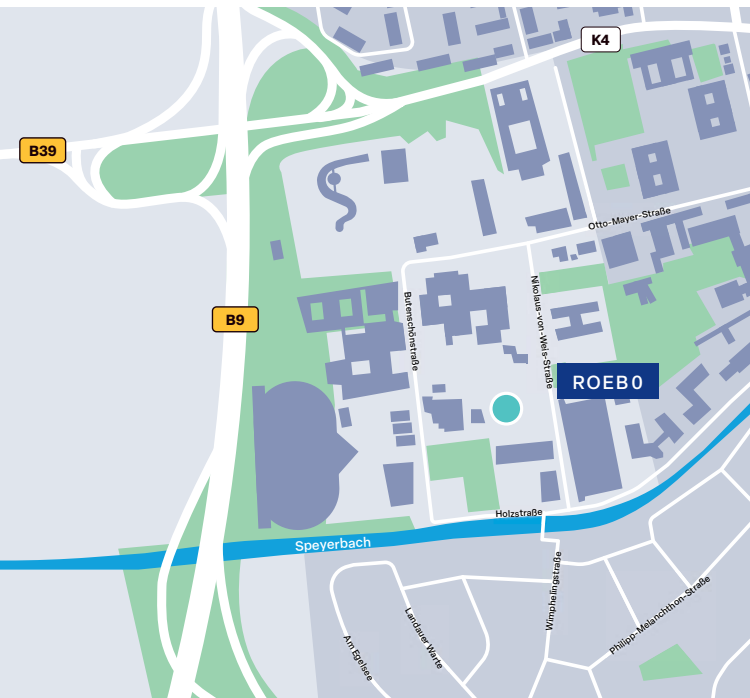 K4
B39
Otto-Mayer-Straße
Butenschönstraße
Nikolaus-von-Weis-Straße
B9
ROEB0
Holzstraße
Speyerbach
Wimphelingstraße
Philipp-Melanchthon-Straße
Landauer Warte
Am Egelsee